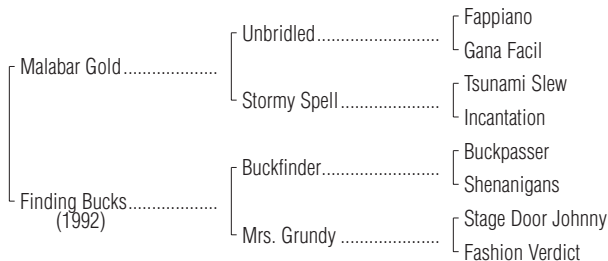 Fappiano
Unbridled
Gana Facil
Malabar Gold
Tsunami Slew
Stormy Spell
Incantation
Buckpasser
Buckfinder
Shenanigans
Finding Bucks
(1992)
Stage Door Johnny
Mrs. Grundy
Fashion Verdict